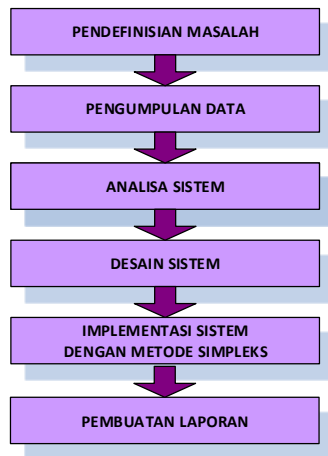 PENDEFINISIAN MASALAH
PENGUMPULAN DATA
ANALISA SISTEM
DESAIN SISTEM
IMPLEMENTASI SISTEM
DENGAN METODE SIMPLEKS
PEMBUATAN LAPORAN